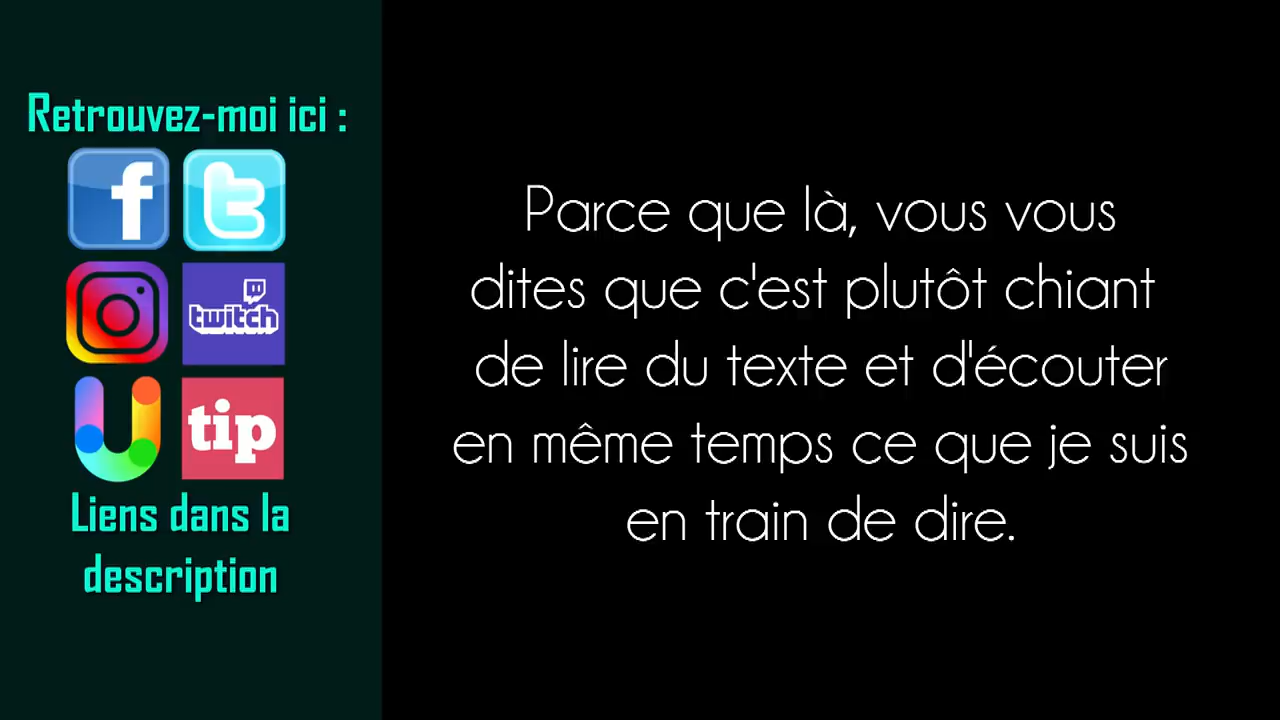 Retrouvez-moi ici :
f t
twitch
U tip
Liens dans la
description
Parce que là, vous vous
dites que c'est plutôt chiant
de lire du texte et d'écouter
en même temps ce que je suis
en train de dire.